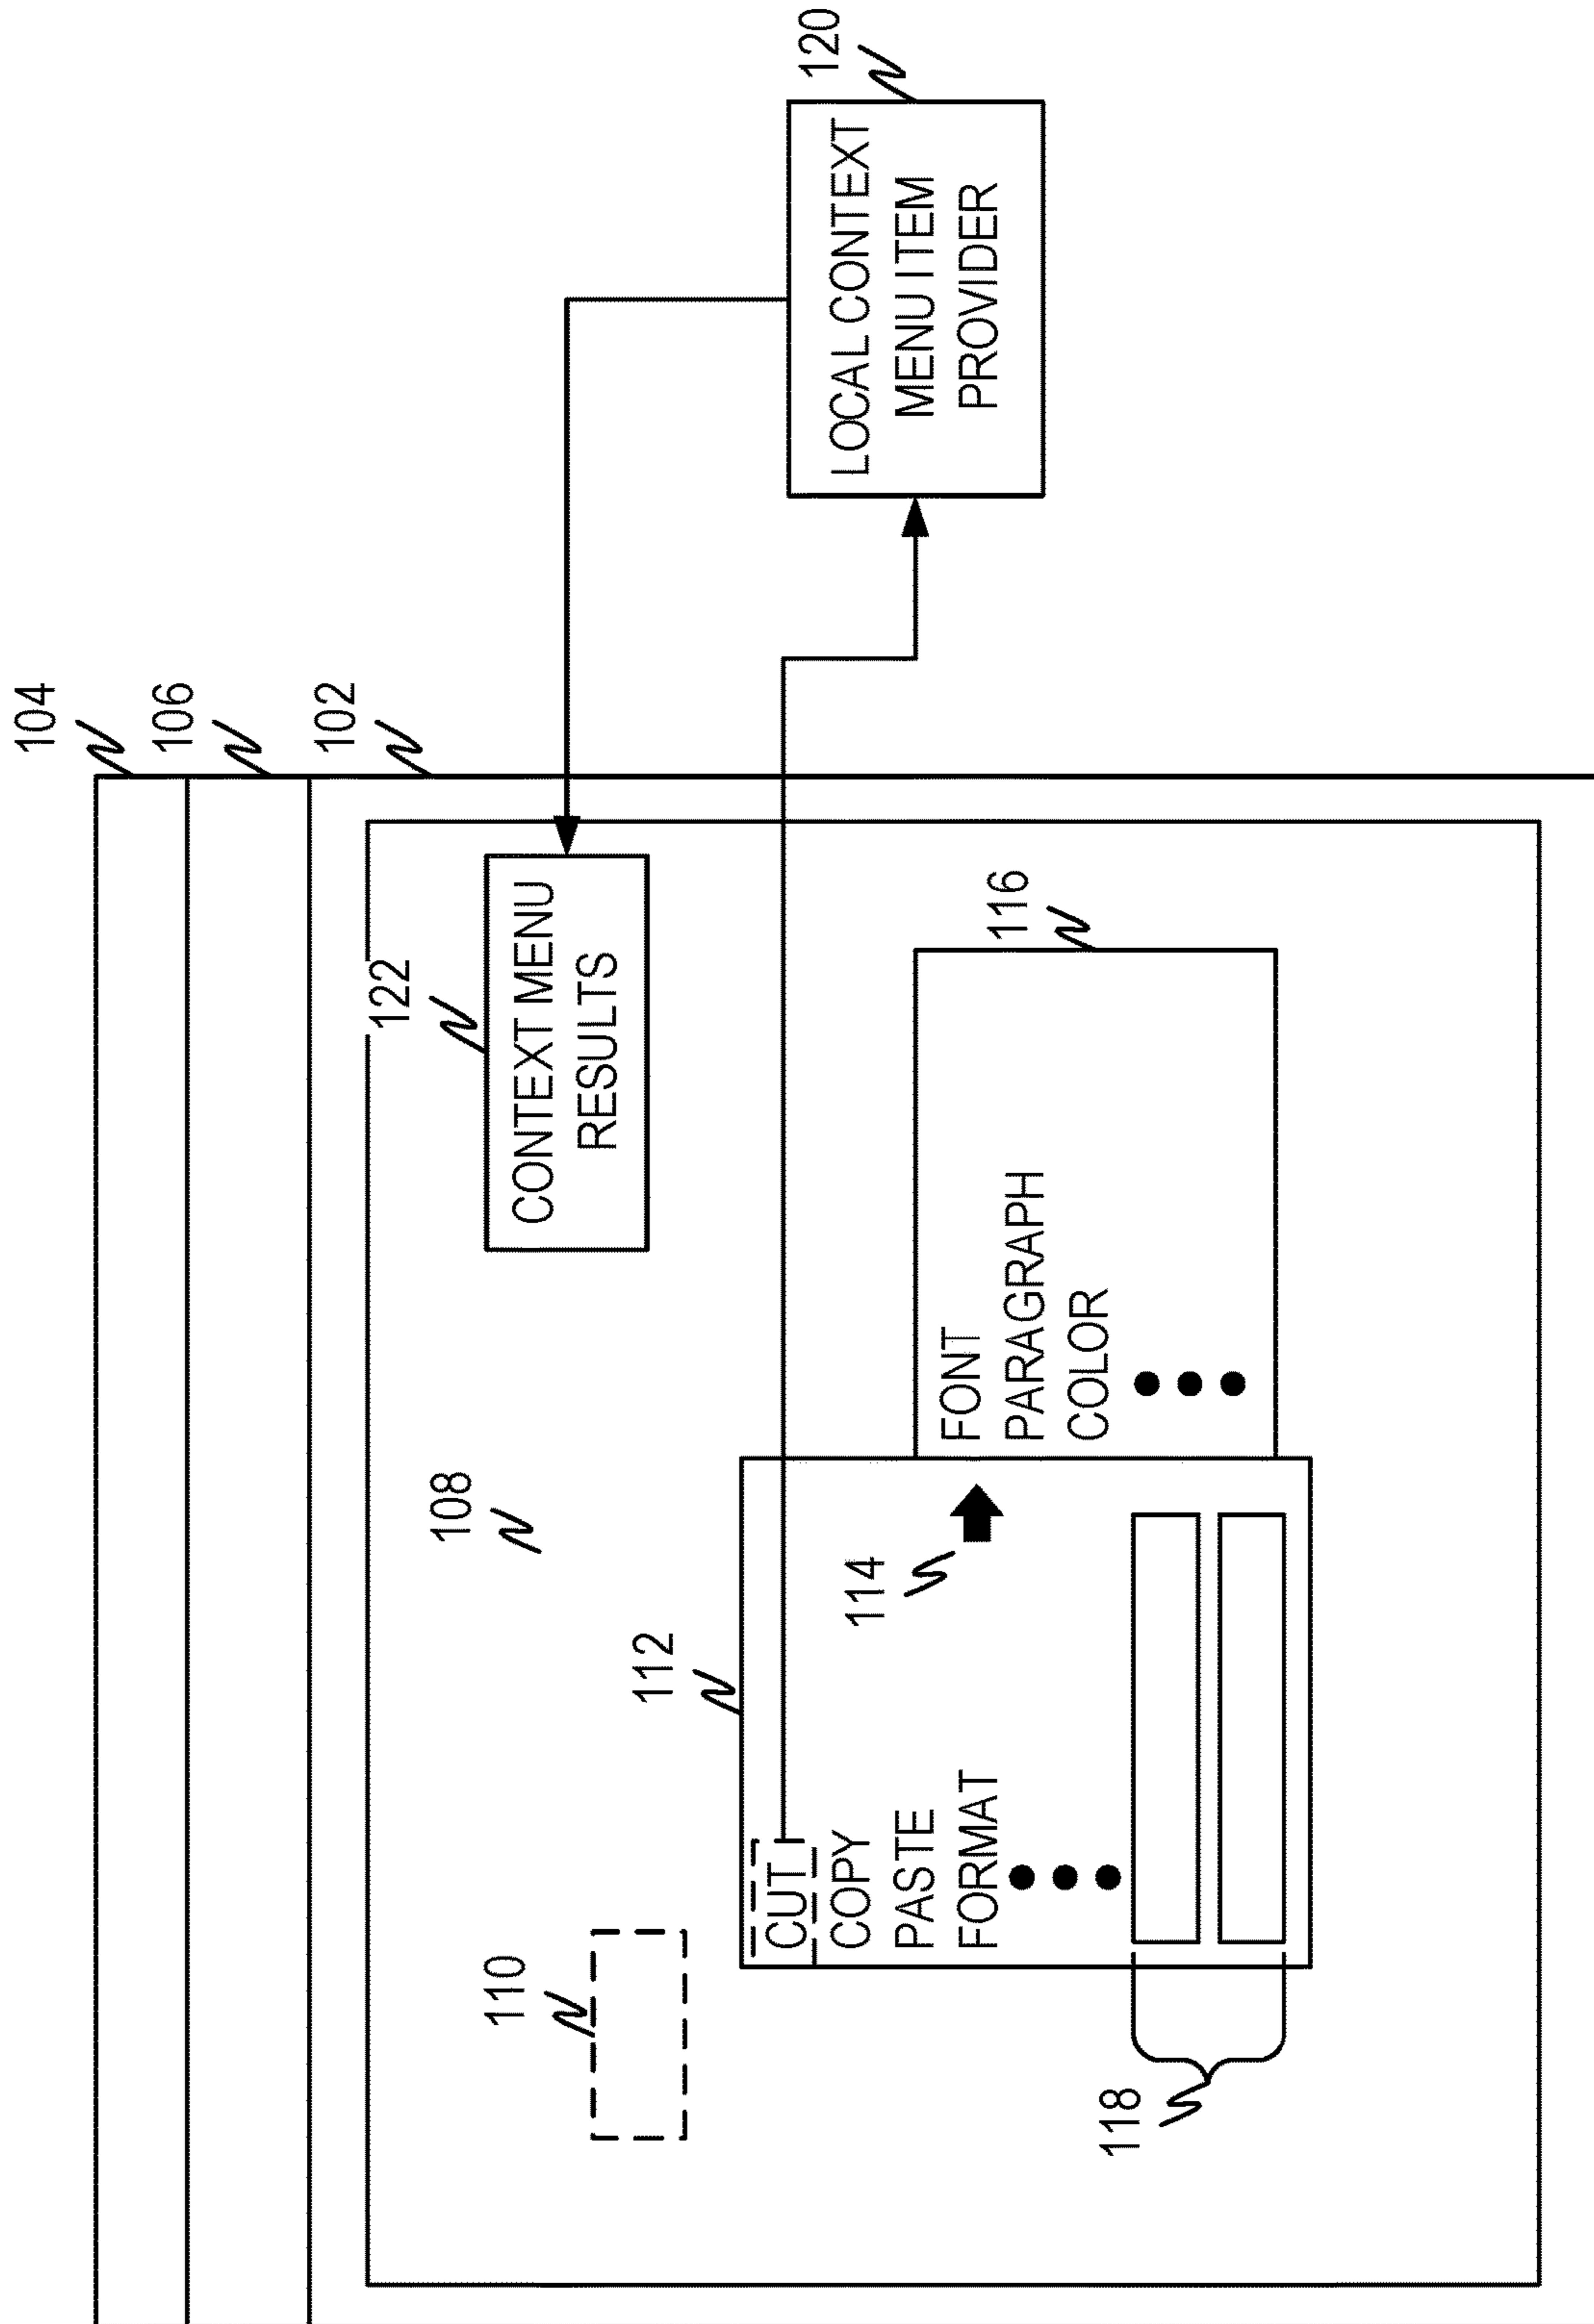 104
106
102
122
CONTEXT MENU
RESULTS
120
LOCAL CONTEXT
MENU ITEM
PROVIDER
108
110
112
CUT
COPY
PASTE
FORMAT
114
116
FONT
PARAGRAPH
COLOR
118